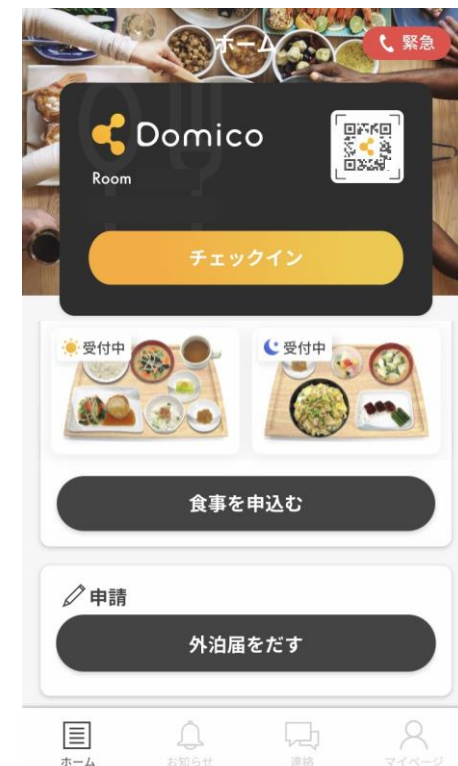 ホーム
緊急
Domico
Room
チェックイン
受付中
受付中
食事を申込む
申請
外泊届をだす
ホーム
お知らせ
連絡
マイページ